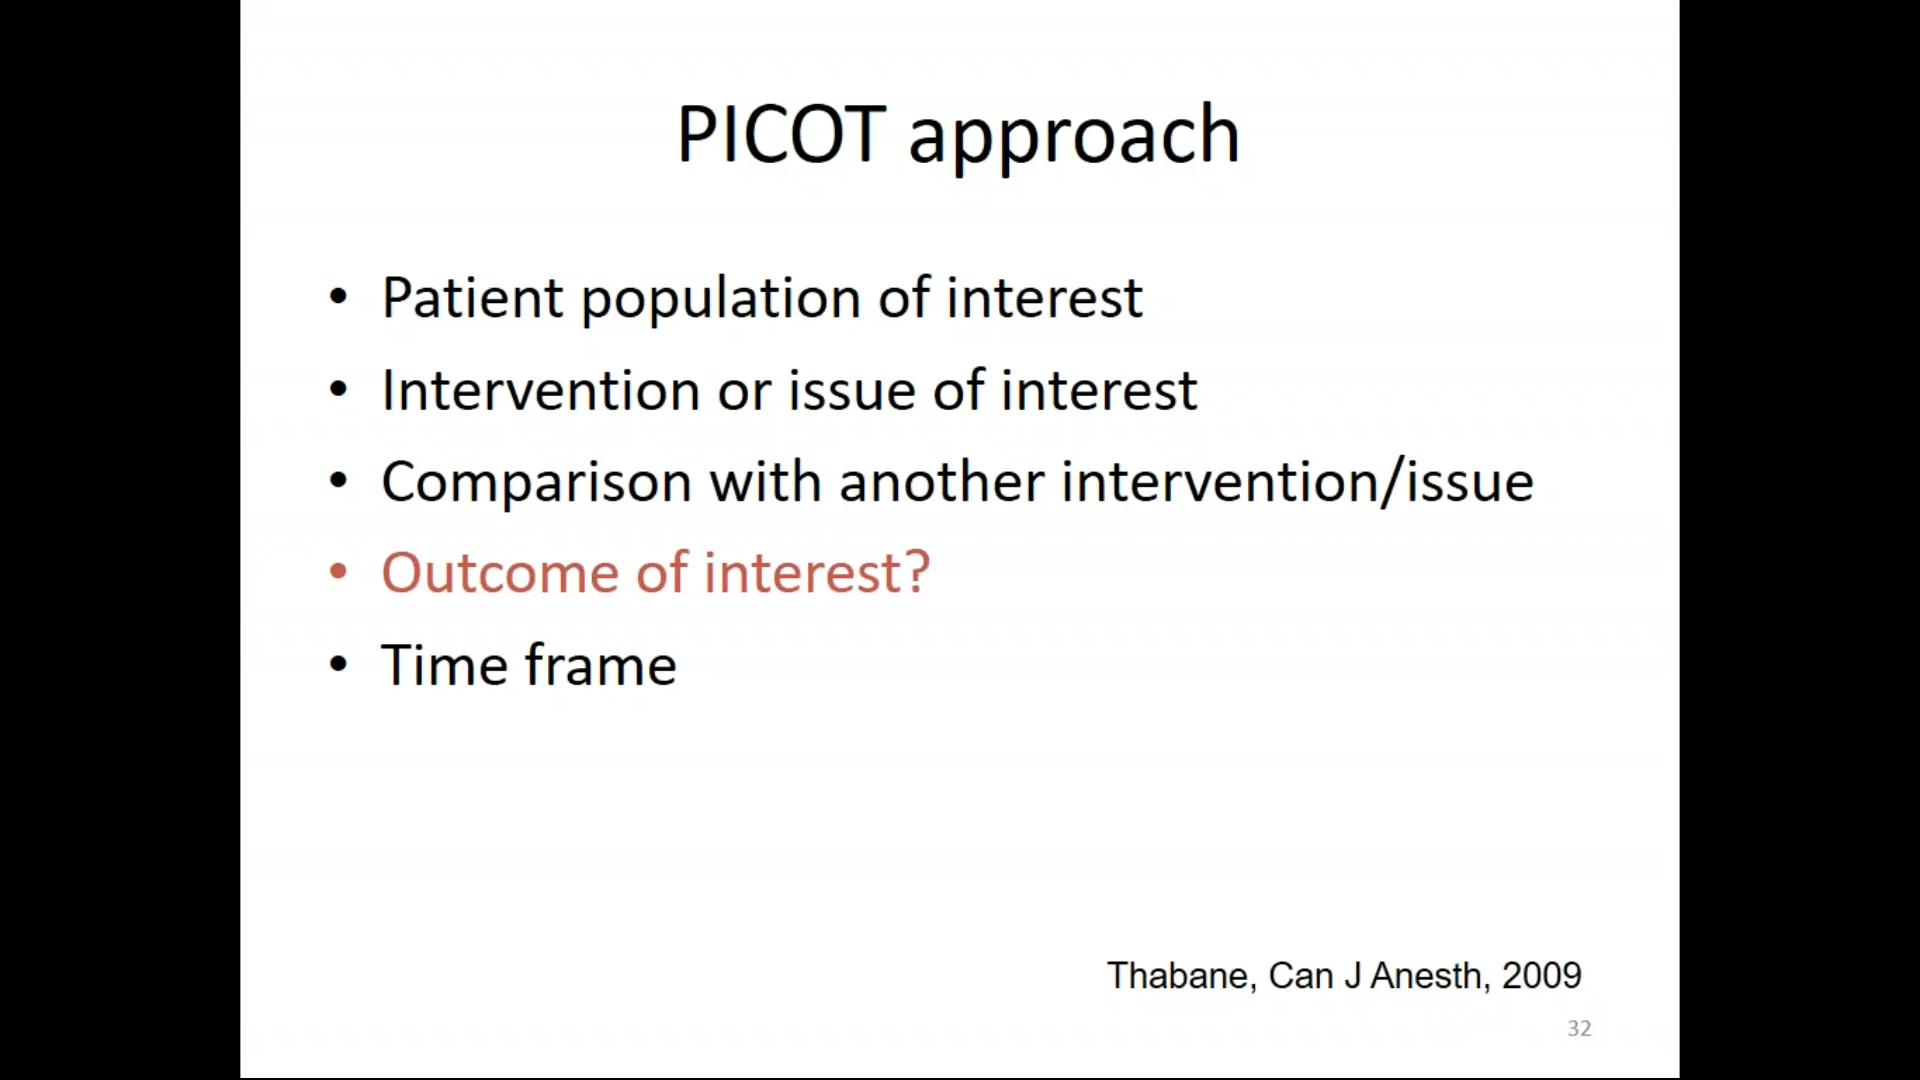 PICOT approach
• Patient population of interest
• Intervention or issue of interest
• Comparison with another intervention/issue
• Outcome of interest?
• Time frame
Thabane, Can J Anesth, 2009
32